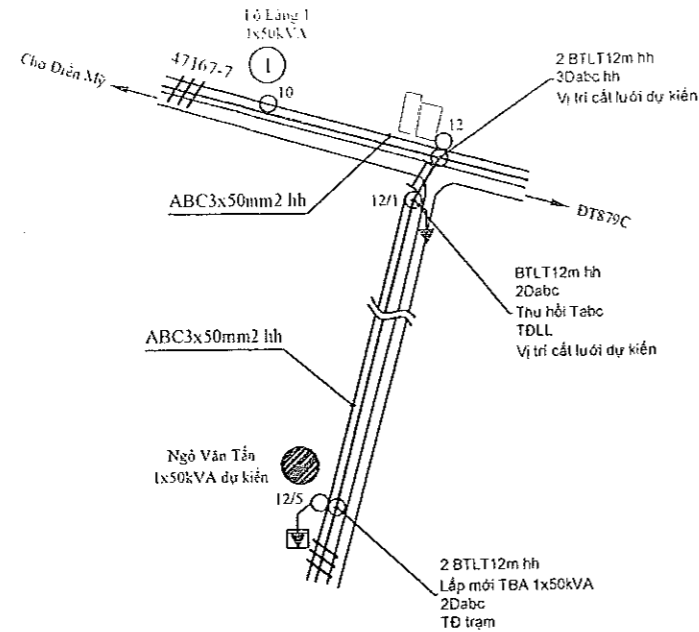 Tô Láng 1
1x50kVA
1
47167-7
10
Chợ Điền Mỹ
2 BTLT12m hh
3Dabc hh
Vị trí cắt lưới dự kiến
12
ABC3x50mm2 hh
12/1
ĐT879C
BTLT12m hh
2Dabc
Thu hồi Tabc
TĐLL
Vị trí cắt lưới dự kiến
ABC3x50mm2 hh
Ngô Văn Tấn
1x50kVA dự kiến
12/5
2 BTLT12m hh
Lắp mới TBA 1x50kVA
2Dabc
TĐ trạm